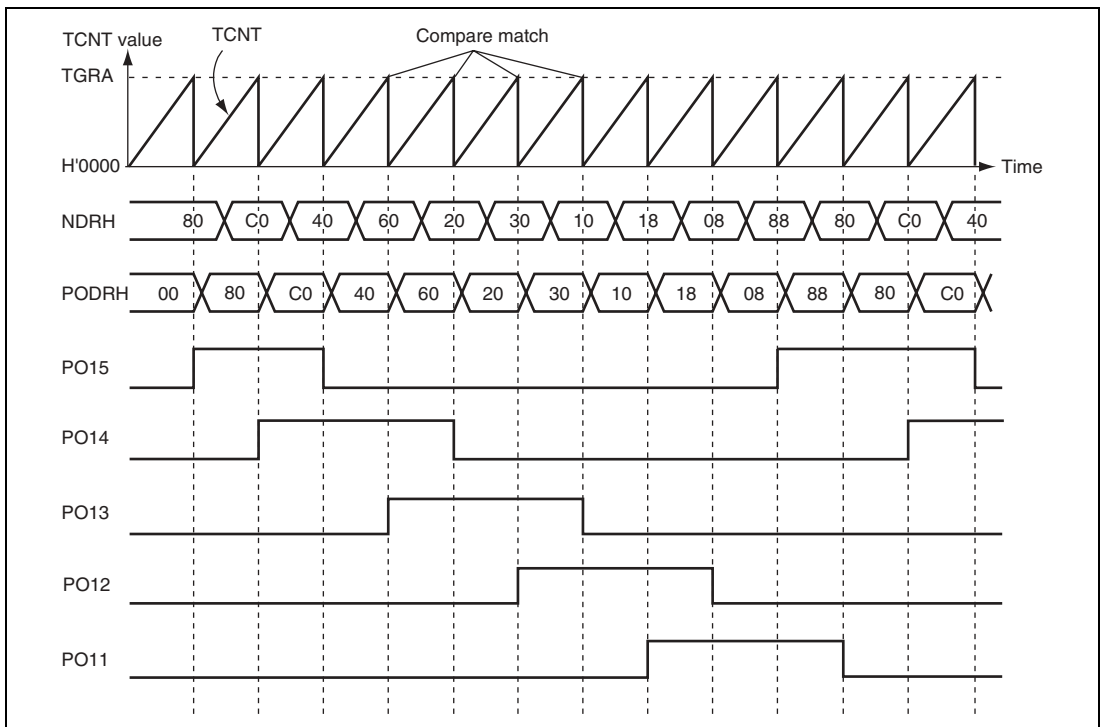 TCNT value
TCNT
Compare match
TGRA
H'0000
Time
NDRH 80 C0 40 60 20 30 10 18 08 88 80 C0 40
PODRH 00 80 C0 40 60 20 30 10 18 08 88 80 C0
PO15
PO14
PO13
PO12
PO11